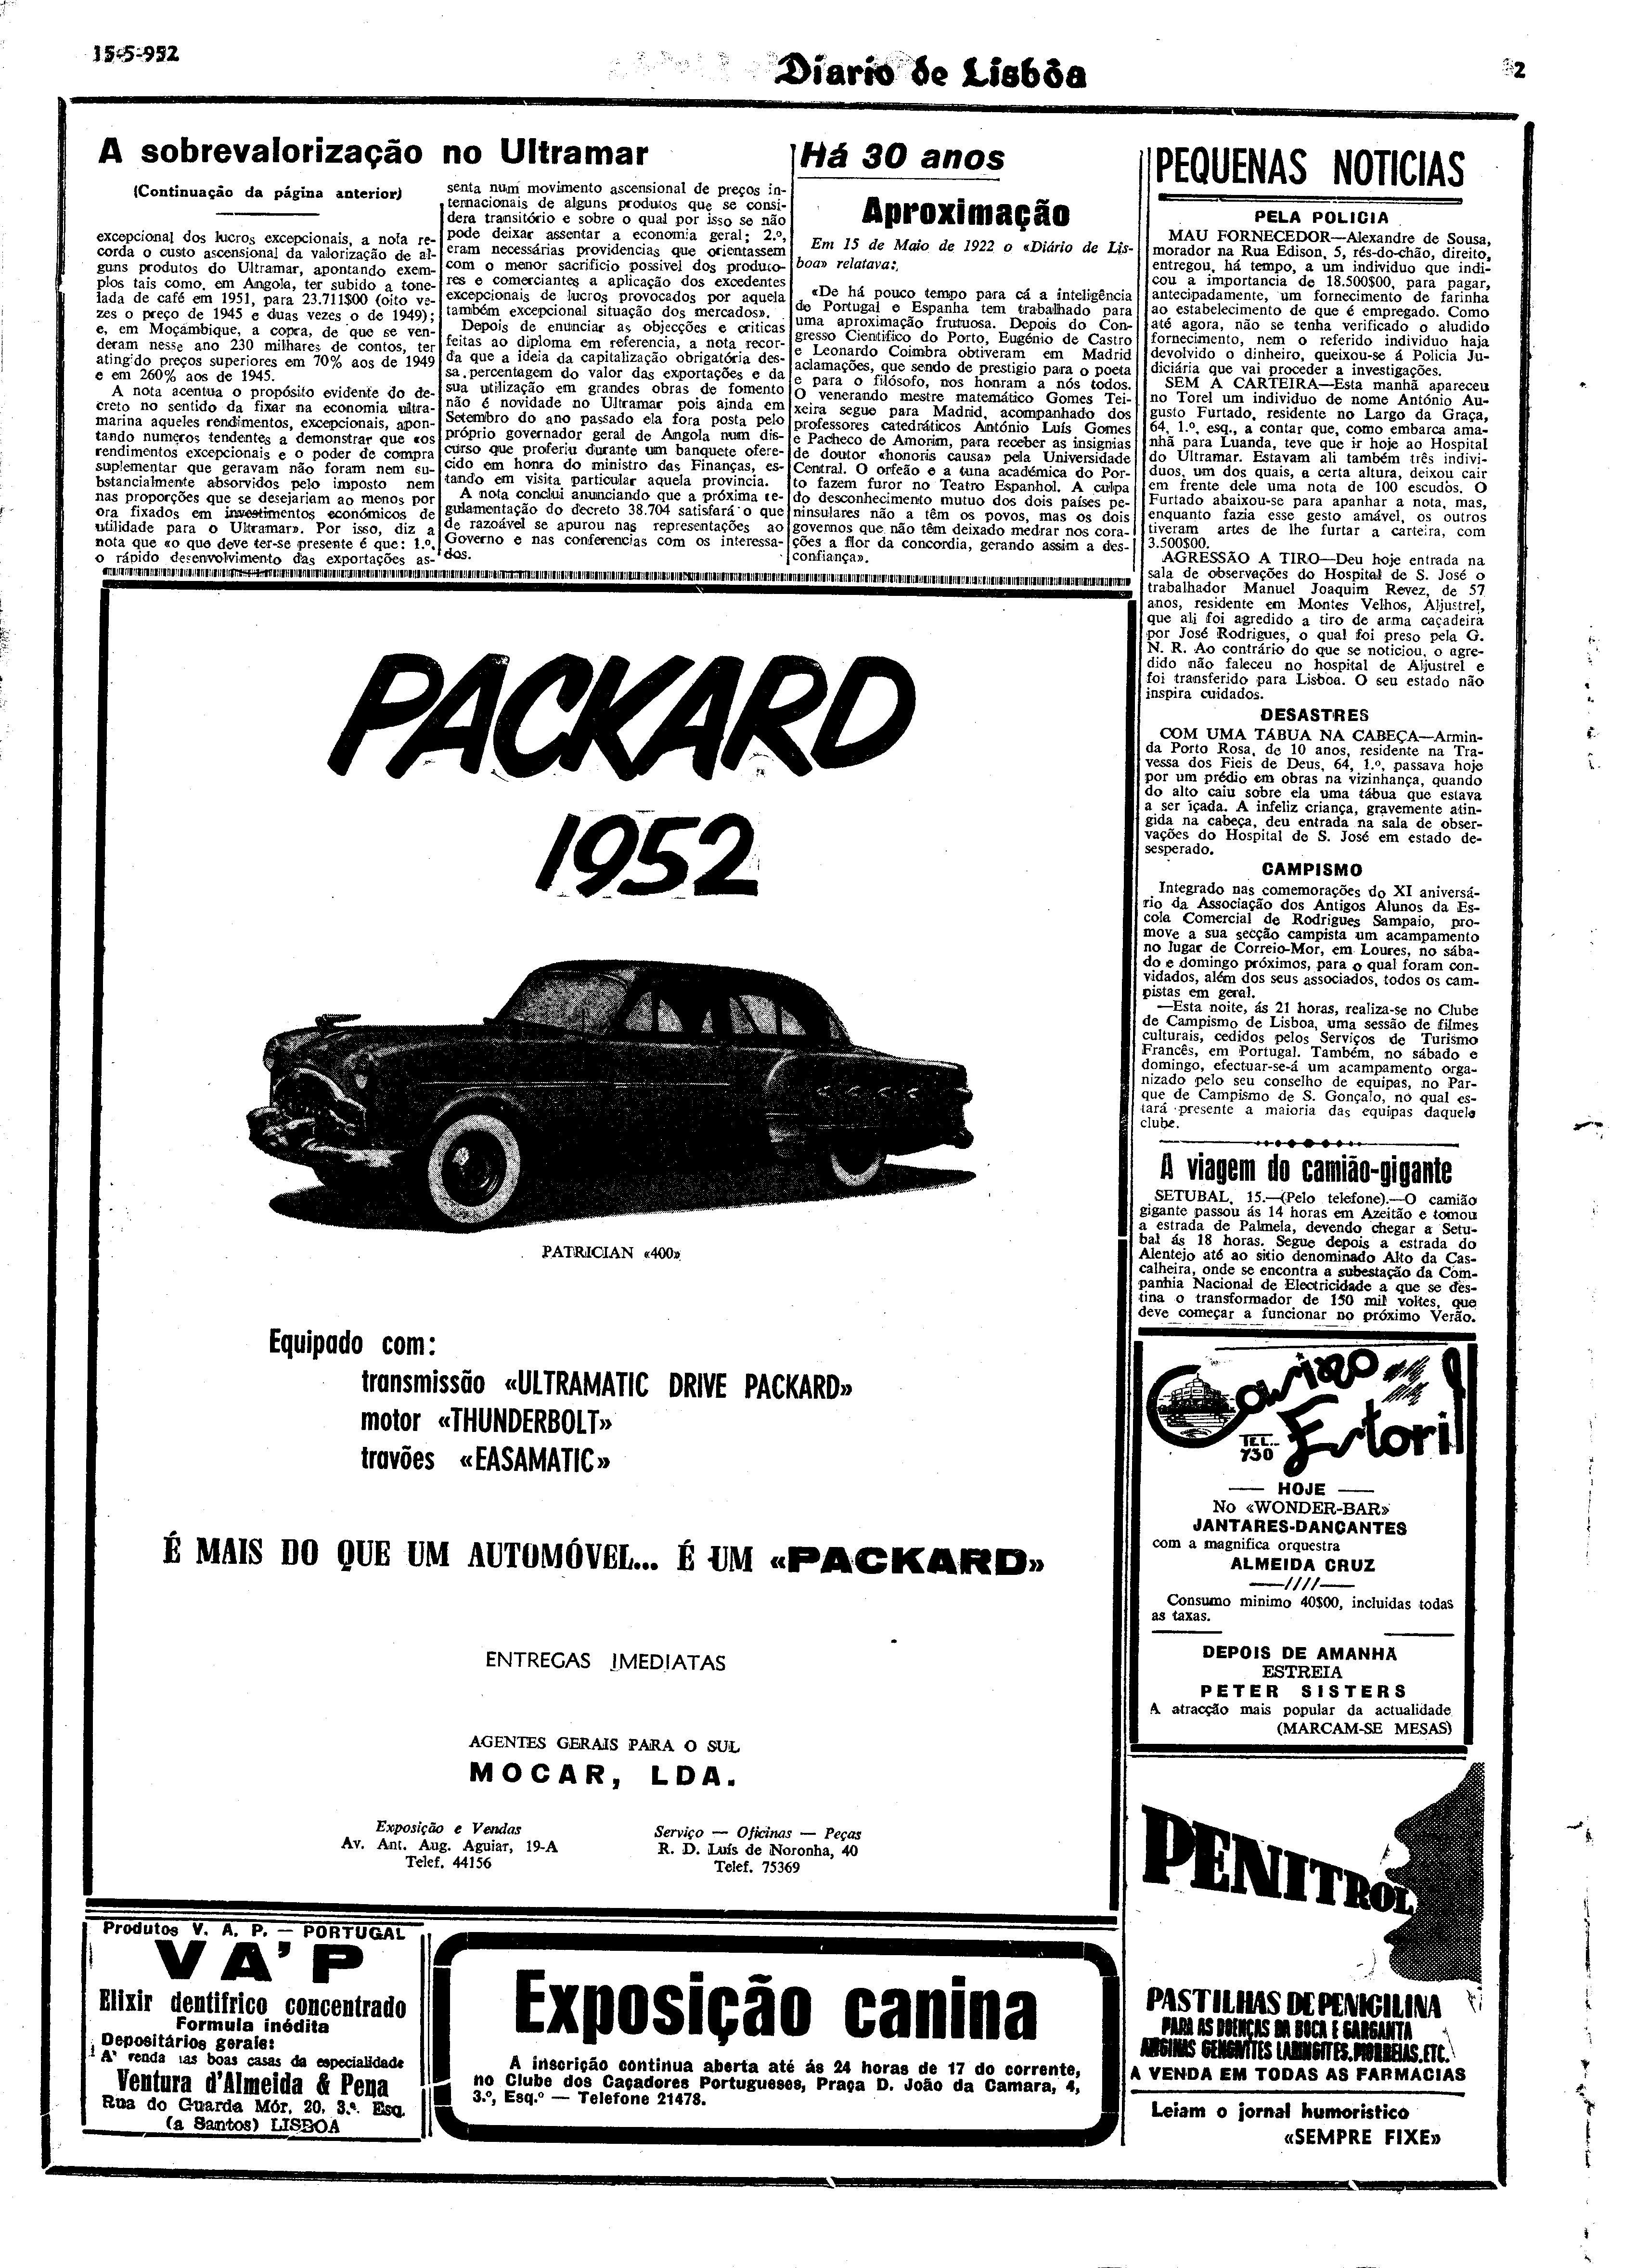 15-5-952
Diario de Lisbôa
2
A sobrevalorização no Ultramar
(Continuação da página anterior)
excepcional dos lucros excepcionais, a nota re-
corda o custo ascensional da valorização de al-
guns produtos do Ultramar, apontando exem-
plos tais como, em Angola, ter subido a tone-
lada de café em 1951, para 23.711$00 (oito ve-
zes o preço de 1945 e duas vezes o de 1949);
e, em Moçambique, a copra, de que se ven-
deram nesse ano 230 milhares de contos, ter
atingido preços superiores em 70% aos de 1949
e em 260% aos de 1945.
A nota acentua o propósito evidente do de-
creto no sentido da fixar na economia ultra-
marina aqueles rendimentos, excepcionais, apon-
tando numeros tendentes a demonstrar que «os
rendimentos excepcionais e o poder de compra
suplementar que geravam não foram nem su-
bstancialmente absorvidos pelo imposto nem
nas proporções que se desejariam ao menos por
ora fixados em investimentos económicos de
utilidade para o Ultramar». Por isso, diz a
nota que «o que deve ter-se presente é que: 1.º,
o rápido desenvolvimento das exportações as-
senta num movimento ascensional de preços in-
ternacionais de alguns produtos que se consi-
dera transitório e sobre o qual por isso se não
pode deixar assentar a economia geral; 2.º,
eram necessárias providencias que orientassem
com o menor sacrificio possivel dos produto-
res e comerciantes a aplicação dos excedentes
excepcionais de lucros provocados por aquela
também excepcional situação dos mercados».
Depois de enunciar as objecções e criticas
feitas ao diploma em referencia, a nota recor-
da que a ideia da capitalização obrigatória des-
sa percentagem do valor das exportações e da
sua utilização em grandes obras de fomento
não é novidade no Ultramar pois ainda em
Setembro do ano passado ela fora posta pelo
próprio governador geral de Angola num dis-
curso que proferiu durante um banquete ofere-
cido em honra do ministro das Finanças, es-
tando em visita particular aquela provincia.
A nota conclui anunciando que a próxima re-
gulamentação do decreto 38.704 satisfará o que
de razoável se apurou nas representações ao
Governo e nas conferencias com os interessa-
dos.
Há 30 anos
Aproximação
Em 15 de Maio de 1922 o «Diário de Lis-
boa» relatava:
«De há pouco tempo para cá a inteligência
de Portugal e Espanha tem trabalhado para
uma aproximação frutuosa. Depois do Con-
gresso Cientifico do Porto, Eugénio de Castro
e Leonardo Coimbra obtiveram em Madrid
aclamações, que sendo de prestigio para o poeta
e para o filósofo, nos honram a nós todos.
O venerando mestre matemático Gomes Tei-
xeira segue para Madrid, acompanhado dos
professores catedráticos António Luís Gomes
e Pacheco de Amorim, para receber as insignias
de doutor «honoris causa» pela Universidade
Central. O orfeão e a tuna académica do Por-
to fazem furor no Teatro Espanhol. A culpa
do desconhecimento mutuo dos dois países pe-
ninsulares não a têm os povos, mas os dois
governos que não têm deixado medrar nos cora-
ções a flor da concordia, gerando assim a des-
confiança».
PEQUENAS NOTICIAS
PELA POLICIA
MAU FORNECEDOR—Alexandre de Sousa,
morador na Rua Edison, 5, rés-do-chão, direito,
entregou, há tempo, a um individuo que indi-
cou a importancia de 18.500$00, para pagar,
antecipadamente, um fornecimento de farinha
ao estabelecimento de que é empregado. Como
até agora, não se tenha verificado o aludido
fornecimento, nem o referido individuo haja
devolvido o dinheiro, queixou-se á Policia Ju-
diciária que vai proceder a investigações.
SEM A CARTEIRA—Esta manhã apareceu
no Torel um individuo de nome António Au-
gusto Furtado, residente no Largo da Graça,
64, 1.º, esq., a contar que, como embarca ama-
nhã para Luanda, teve que ir hoje ao Hospital
do Ultramar. Estavam ali também três indivi-
duos, um dos quais, a certa altura, deixou cair
em frente dele uma nota de 100 escudos. O
Furtado abaixou-se para apanhar a nota, mas,
enquanto fazia esse gesto amável, os outros
tiveram artes de lhe furtar a carteira, com
3.500$00.
AGRESSÃO A TIRO—Deu hoje entrada na
sala de observações do Hospital de S. José o
trabalhador Manuel Joaquim Revez, de 57
anos, residente em Montes Velhos, Aljustrel,
que ali foi agredido a tiro de arma caçadeira
por José Rodrigues, o qual foi preso pela G.
N. R. Ao contrário do que se noticiou, o agre-
dido não faleceu no hospital de Aljustrel e
foi transferido para Lisboa. O seu estado não
inspira cuidados.
DESASTRES
COM UMA TÁBUA NA CABEÇA—Armin-
da Porto Rosa, de 10 anos, residente na Tra-
vessa dos Fieis de Deus, 64, 1.º, passava hoje
por um prédio em obras na vizinhança, quando
do alto caiu sobre ela uma tábua que estava
a ser içada. A infeliz criança, gravemente atin-
gida na cabeça, deu entrada na sala de obser-
vações do Hospital de S. José em estado de-
sesperado.
CAMPISMO
Integrado nas comemorações do XI aniversá-
rio da Associação dos Antigos Alunos da Es-
cola Comercial de Rodrigues Sampaio, pro-
move a sua secção campista um acampamento
no lugar de Correio-Mor, em Loures, no sába-
do e domingo próximos, para o qual foram con-
vidados, além dos seus associados, todos os cam-
pistas em geral.
—Esta noite, ás 21 horas, realiza-se no Clube
de Campismo de Lisboa, uma sessão de filmes
culturais, cedidos pelos Serviços de Turismo
Francês, em Portugal. Também, no sábado e
domingo, efectuar-se-á um acampamento orga-
nizado pelo seu conselho de equipas, no Par-
que de Campismo de S. Gonçalo, no qual es-
tará presente a maioria das equipas daquele
clube.
A viagem do camião-gigante
SETUBAL, 15.—(Pelo telefone).—O camião
gigante passou ás 14 horas em Azeitão e tomou
a estrada de Palmela, devendo chegar a Setu-
bal ás 18 horas. Segue depois a estrada do
Alentejo até ao sitio denominado Alto da Cas-
calheira, onde se encontra a subestação da Com-
panhia Nacional de Electricidade a que se des-
tina o transformador de 150 mil voltes, que
deve começar a funcionar no próximo Verão.
PACKARD
1952
PATRICIAN «400»
Equipado com:
transmissão «ULTRAMATIC DRIVE PACKARD»
motor «THUNDERBOLT»
travões «EASAMATIC»
É MAIS DO QUE UM AUTOMÓVEL... É UM «PACKARD»
ENTREGAS IMEDIATAS
AGENTES GERAIS PARA O SUL
MOCAR, LDA.
Exposição e Vendas
Av. Ant. Aug. Aguiar, 19-A
Telef. 44156
Serviço — Oficinas — Peças
R. D. Luís de Noronha, 40
Telef. 75369
Casino Estoril
TEL. 730
HOJE
No «WONDER-BAR»
JANTARES-DANCANTES
com a magnifica orquestra
ALMEIDA CRUZ
—////—
Consumo minimo 40$00, incluidas todas
as taxas.
DEPOIS DE AMANHÃ
ESTREIA
PETER SISTERS
A atracção mais popular da actualidade
(MARCAM-SE MESAS)
PENITROL
PASTILHAS DE PENICILINA
PARA AS DOENÇAS DA BOCA E GARGANTA
ANGINAS GENGIVITES LARINGITES, PIORREIAS, ETC.
A VENDA EM TODAS AS FARMACIAS
Leiam o jornal humoristico
«SEMPRE FIXE»
Produtos V. A. P. — PORTUGAL
VA'P
Elixir dentifrico concentrado
Formula inédita
Depositários gerais:
A' venda nas boas casas da especialidade
Ventura d'Almeida & Pena
Rua do Guarda Mór, 20, 3.º Esq.
(a Santos) LISBOA
Exposição canina
A inscrição continua aberta até ás 24 horas de 17 do corrente,
no Clube dos Caçadores Portugueses, Praça D. João da Camara, 4,
3.º, Esq.º — Telefone 21478.